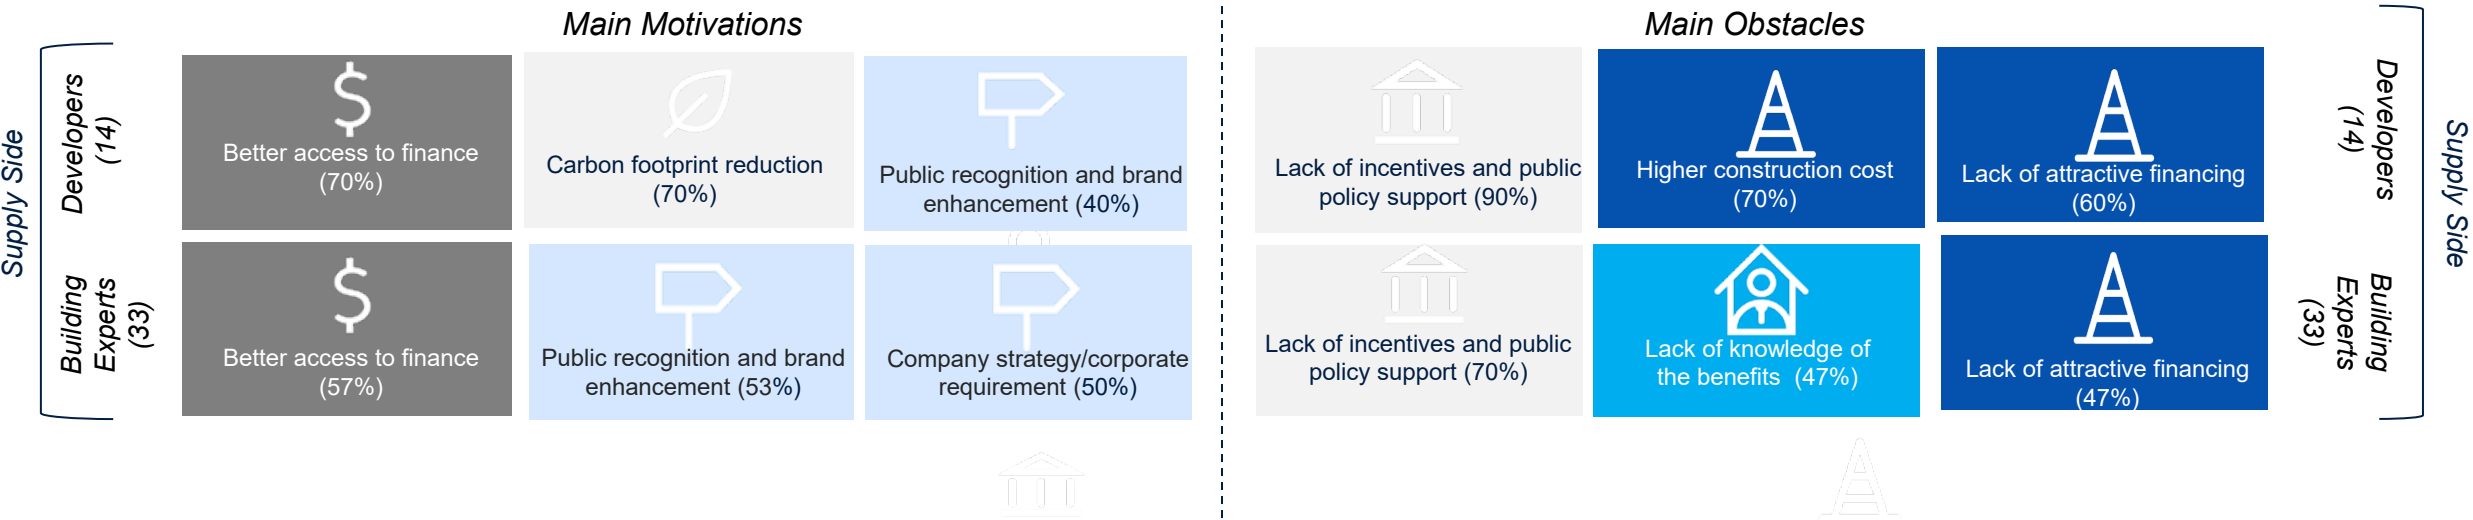 Main Motivations
Main Obstacles
Supply Side
Developers
(14)
Better access to finance
(70%)
Carbon footprint reduction
(70%)
Public recognition and brand
enhancement (40%)
Lack of incentives and public
policy support (90%)
Higher construction cost
(70%)
Lack of attractive financing
(60%)
Developers
(14)
Supply Side
Building
Experts
(33)
Better access to finance
(57%)
Public recognition and brand
enhancement (53%)
Company strategy/corporate
requirement (50%)
Lack of incentives and public
policy support (70%)
Lack of knowledge of
the benefits (47%)
Lack of attractive financing
(47%)
Building
Experts
(33)